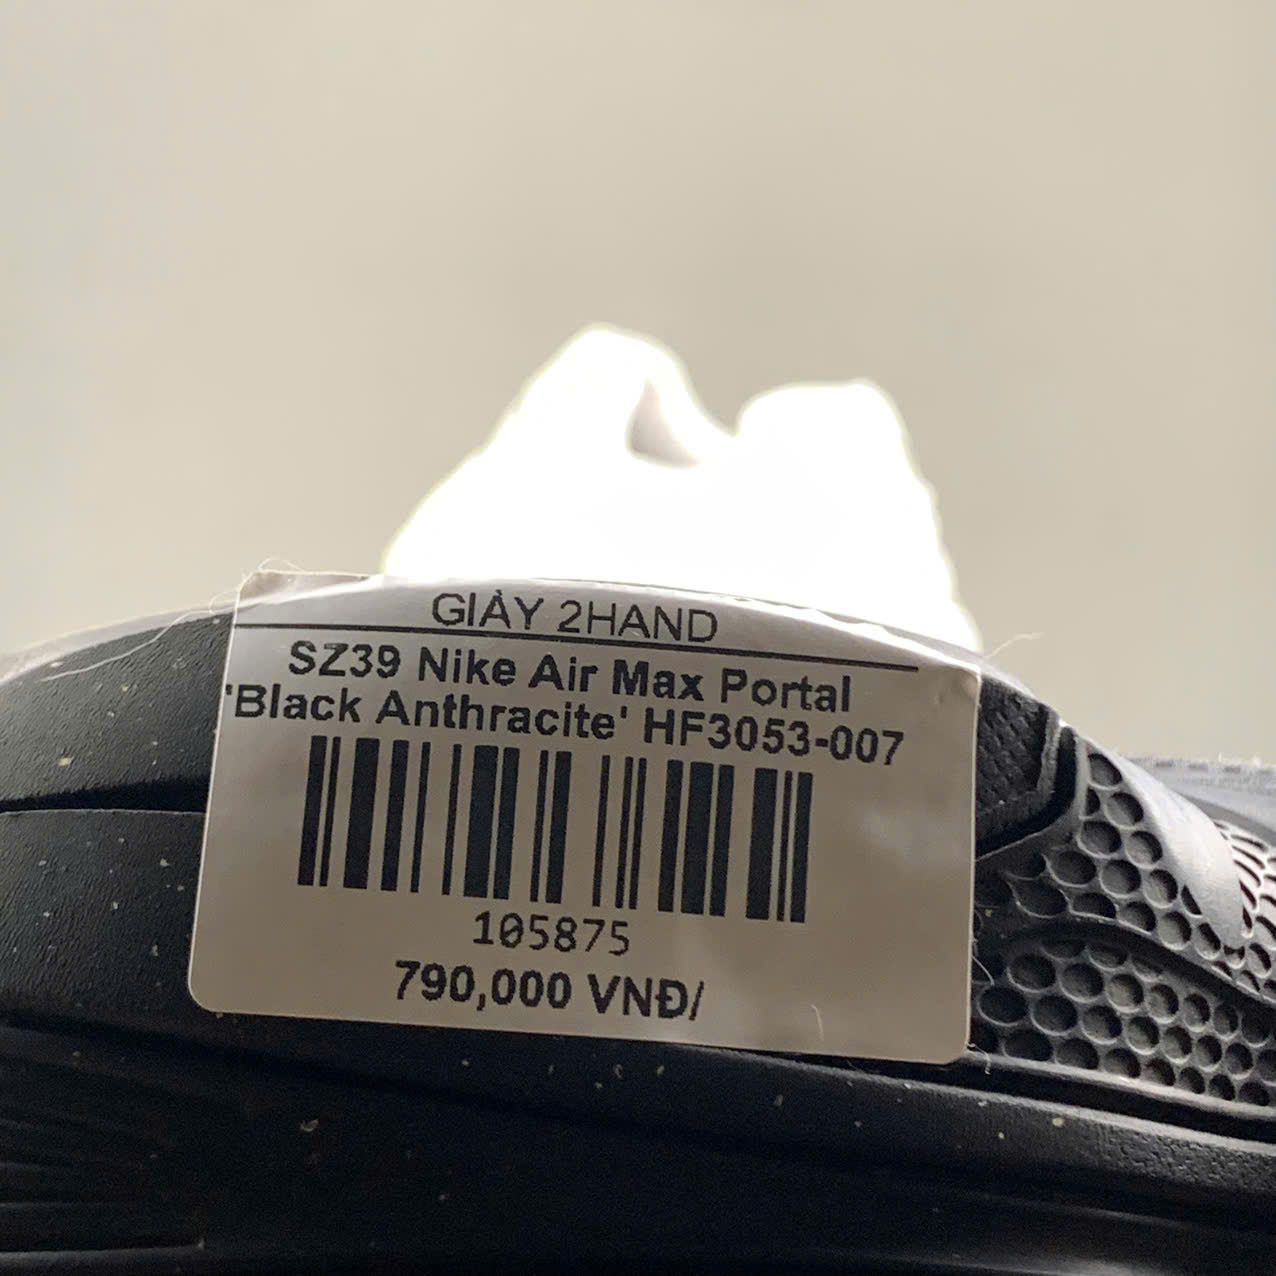 GIÀY 2HAND
SZ39 Nike Air Max Portal
'Black Anthracite' HF3053-007
105875
790,000 VNĐ/